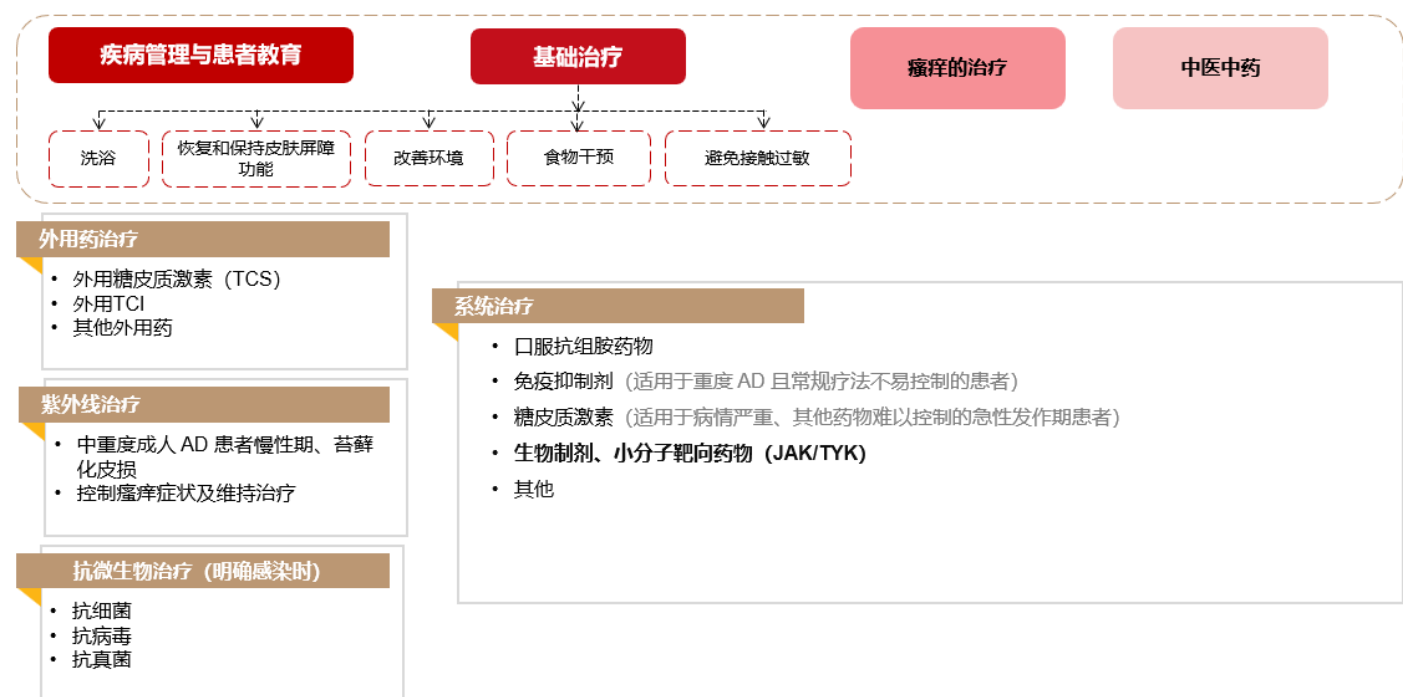 疾病管理与患者教育
基础治疗
瘙痒的治疗
中医中药
洗浴
恢复和保持皮肤屏障
功能
改善环境
食物干预
避免接触过敏
外用药治疗
• 外用糖皮质激素（TCS）
• 外用TCI
• 其他外用药
紫外线治疗
• 中重度成人 AD 患者慢性期、苔藓
化皮损
• 控制瘙痒症状及维持治疗
抗微生物治疗（明确感染时）
• 抗细菌
• 抗病毒
• 抗真菌
系统治疗
• 口服抗组胺药物
• 免疫抑制剂（适用于重度 AD 且常规疗法不易控制的患者）
• 糖皮质激素（适用于病情严重、其他药物难以控制的急性发作期患者）
• 生物制剂、小分子靶向药物（JAK/TYK）
• 其他